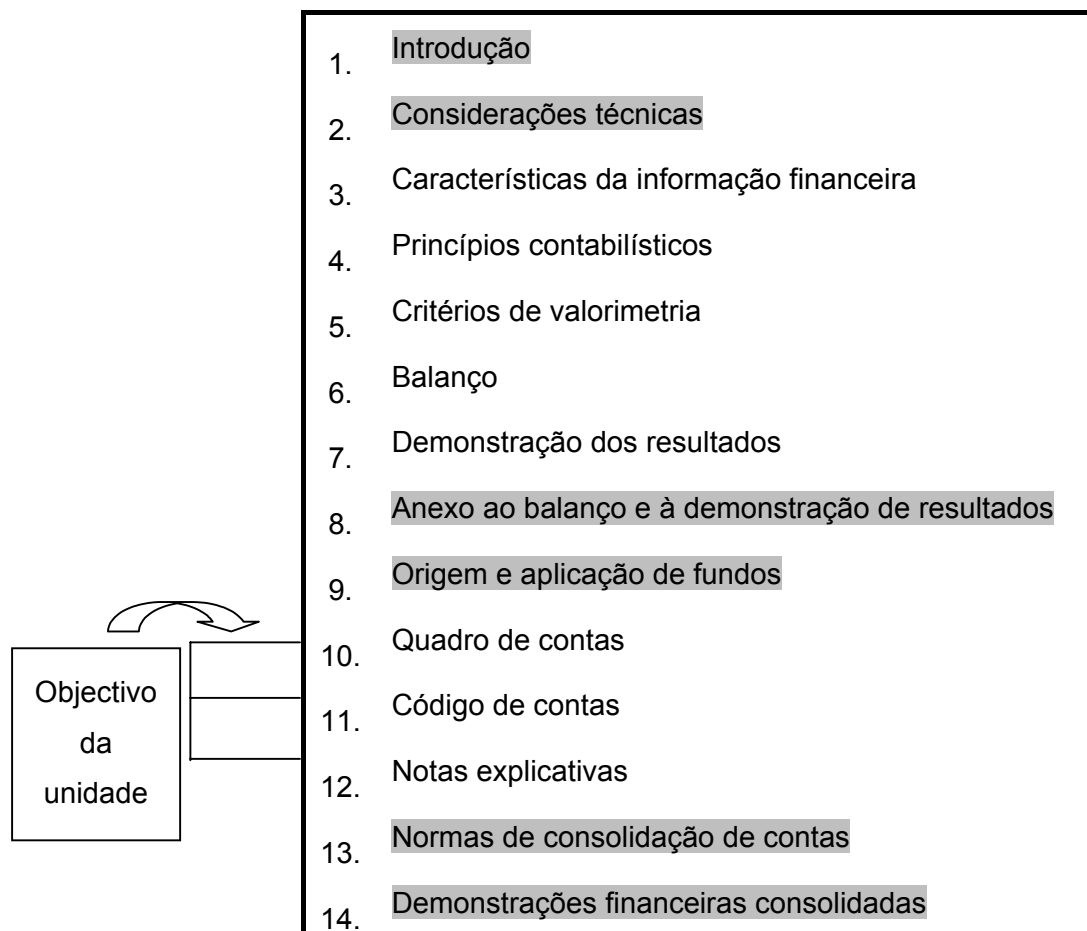 1. Introdução
2. Considerações técnicas
3. Características da informação financeira
4. Princípios contabilísticos
5. Critérios de valorimetria
6. Balanço
7. Demonstração dos resultados
8. Anexo ao balanço e à demonstração de resultados
9. Origem e aplicação de fundos
10. Quadro de contas
11. Código de contas
12. Notas explicativas
13. Normas de consolidação de contas
14. Demonstrações financeiras consolidadas
Objectivo
da
unidade